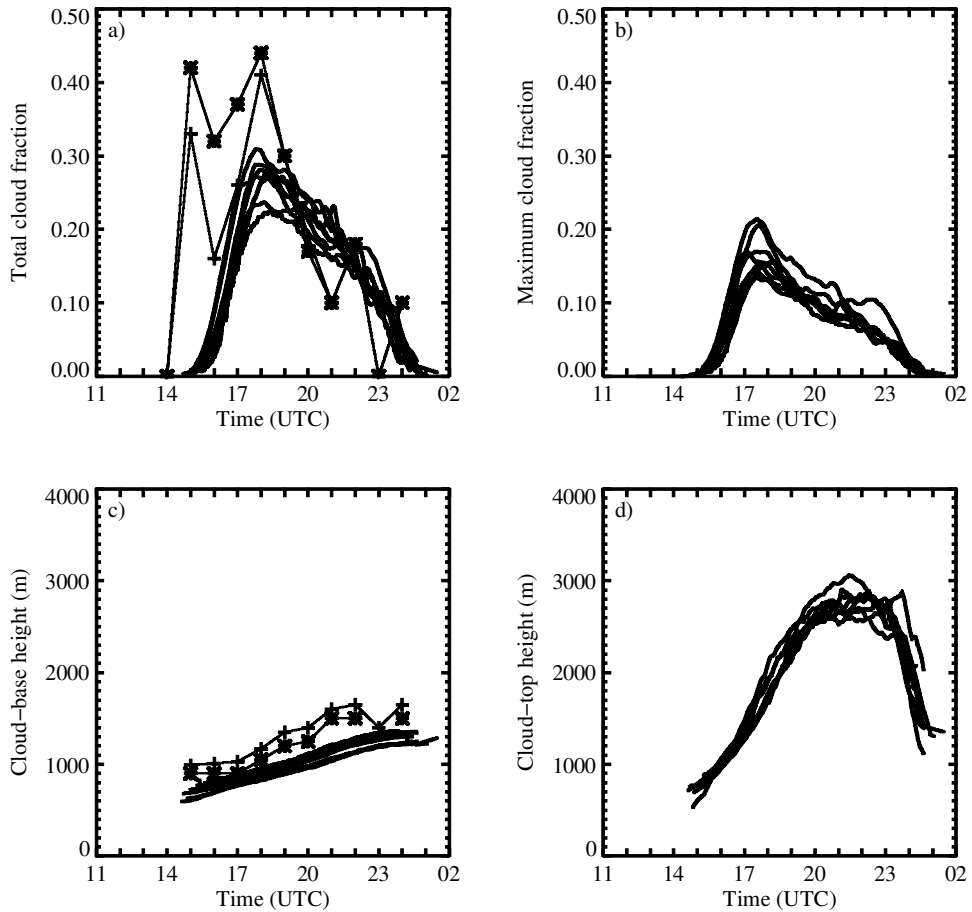 a)
0.50
0.40
0.30
0.20
0.10
0.00
Total cloud fraction
11 14 17 20 23 02
Time (UTC)
b)
0.50
0.40
0.30
0.20
0.10
0.00
Maximum cloud fraction
11 14 17 20 23 02
Time (UTC)
c)
4000
3000
2000
1000
0
Cloud−base height (m)
11 14 17 20 23 02
Time (UTC)
d)
4000
3000
2000
1000
0
Cloud−top height (m)
11 14 17 20 23 02
Time (UTC)